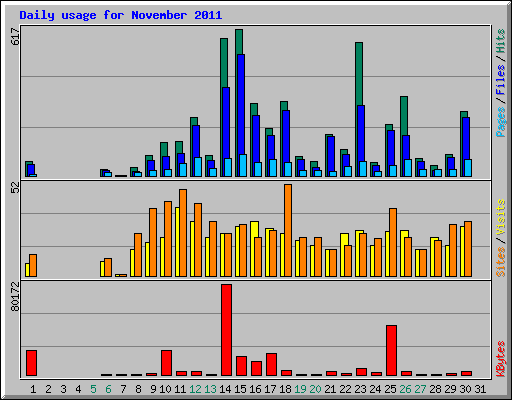 Daily usage for November 2011
617
52
80172
Pages / Files / Hits
Sites / Visits
KBytes
1 2 3 4 5 6 7 8 9 10 11 12 13 14 15 16 17 18 19 20 21 22 23 24 25 26 27 28 29 30 31